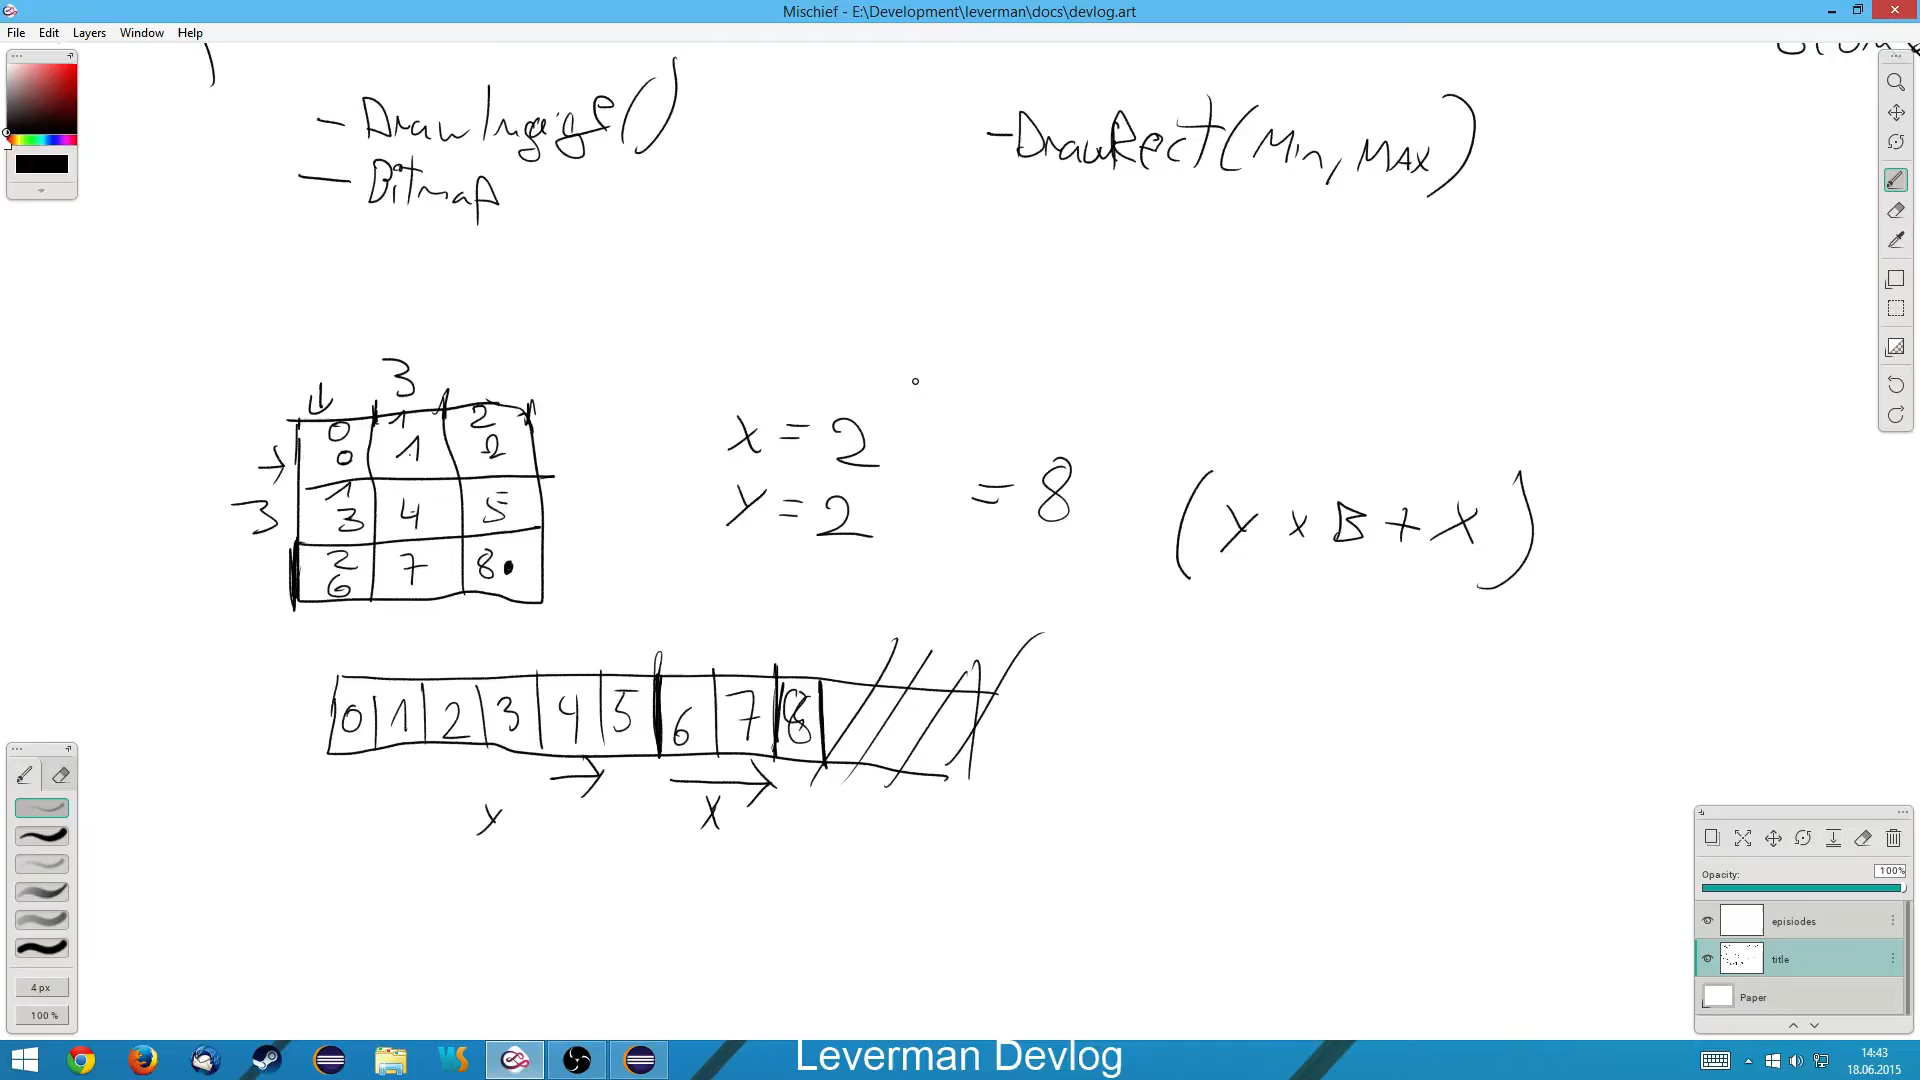 Mischief - E:\Development\leverman\docs\devlog.art
File Edit Layers Window Help
- DrawImage()
- Bitmap
- DrawRect(Min, MAX)
3
0 1 2
0 1 2
3
1
3 4 5
2
6 7 8
x = 2
y = 2
= 8
(y x B + x)
0 1 2 3 4 5 6 7 8
y x
4 px
100 %
Opacity: 100%
episiodes
title
Paper
Leverman Devlog
14:43
18.06.2015